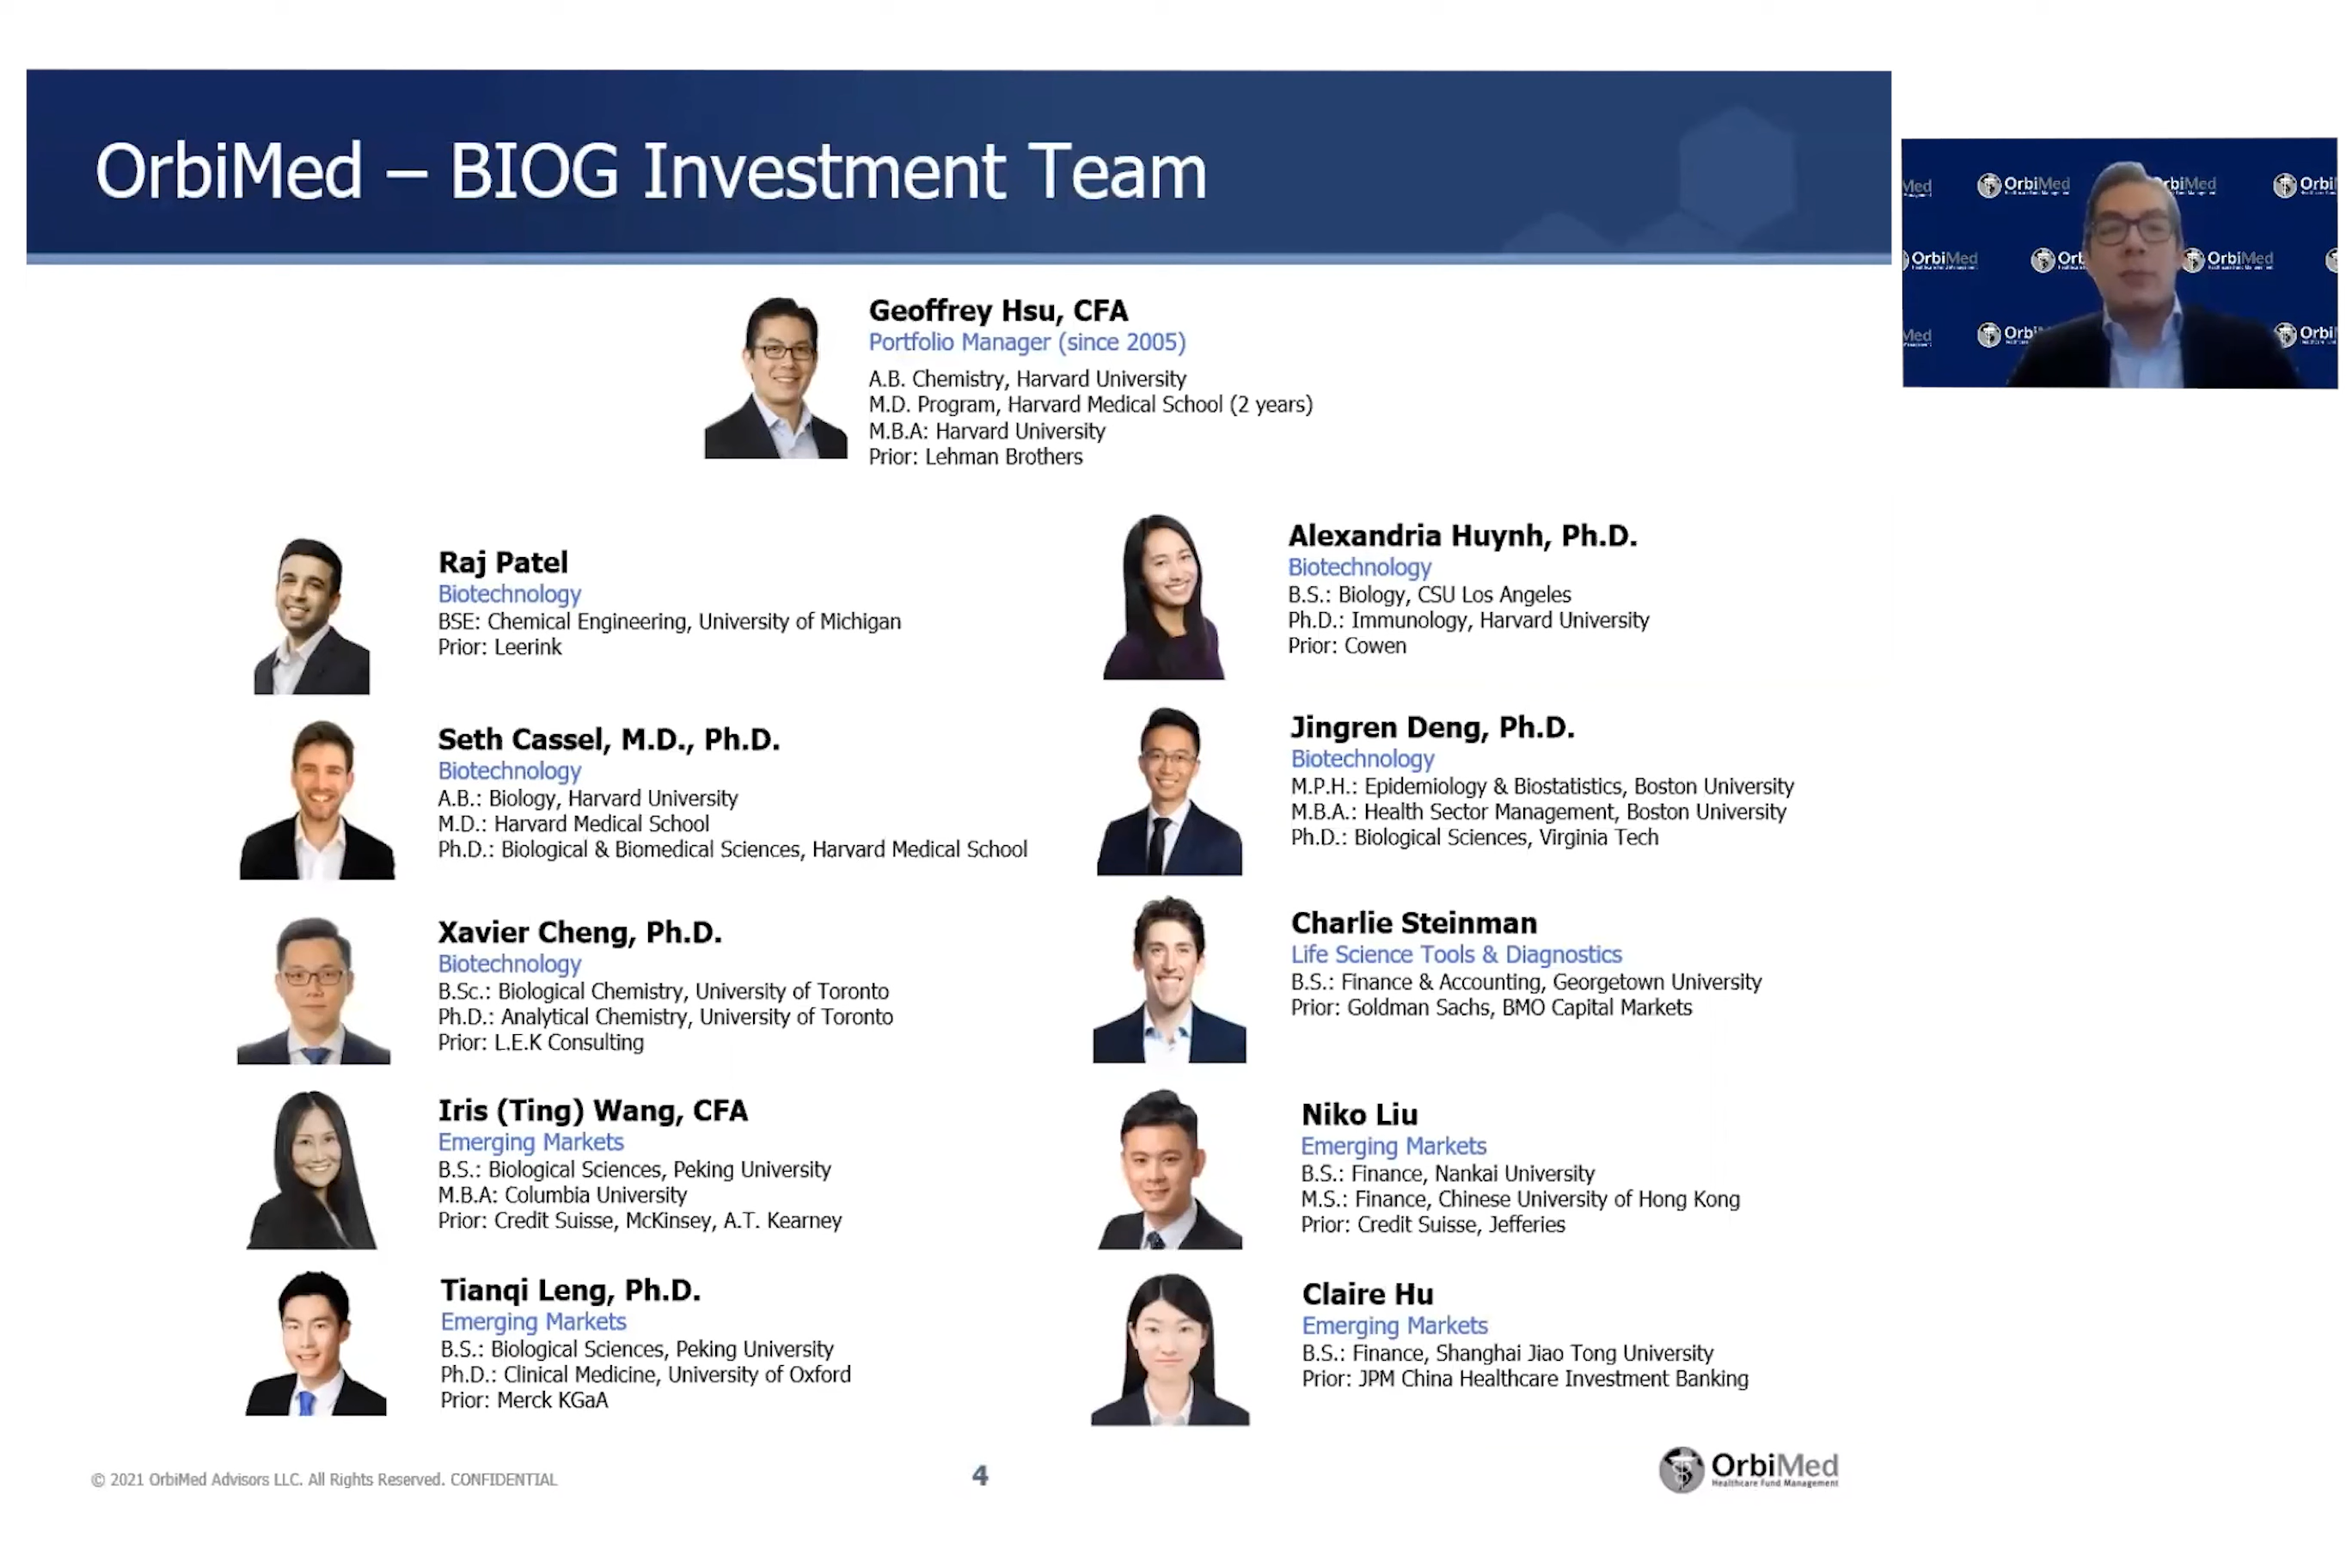 OrbiMed – BIOG Investment Team
Geoffrey Hsu, CFA
Portfolio Manager (since 2005)
A.B. Chemistry, Harvard University
M.D. Program, Harvard Medical School (2 years)
M.B.A: Harvard University
Prior: Lehman Brothers
Raj Patel
Biotechnology
BSE: Chemical Engineering, University of Michigan
Prior: Leerink
Alexandria Huynh, Ph.D.
Biotechnology
B.S.: Biology, CSU Los Angeles
Ph.D.: Immunology, Harvard University
Prior: Cowen
Seth Cassel, M.D., Ph.D.
Biotechnology
A.B.: Biology, Harvard University
M.D.: Harvard Medical School
Ph.D.: Biological & Biomedical Sciences, Harvard Medical School
Jingren Deng, Ph.D.
Biotechnology
M.P.H.: Epidemiology & Biostatistics, Boston University
M.B.A.: Health Sector Management, Boston University
Ph.D.: Biological Sciences, Virginia Tech
Xavier Cheng, Ph.D.
Biotechnology
B.Sc.: Biological Chemistry, University of Toronto
Ph.D.: Analytical Chemistry, University of Toronto
Prior: L.E.K Consulting
Charlie Steinman
Life Science Tools & Diagnostics
B.S.: Finance & Accounting, Georgetown University
Prior: Goldman Sachs, BMO Capital Markets
Iris (Ting) Wang, CFA
Emerging Markets
B.S.: Biological Sciences, Peking University
M.B.A: Columbia University
Prior: Credit Suisse, McKinsey, A.T. Kearney
Niko Liu
Emerging Markets
B.S.: Finance, Nankai University
M.S.: Finance, Chinese University of Hong Kong
Prior: Credit Suisse, Jefferies
Tianqi Leng, Ph.D.
Emerging Markets
B.S.: Biological Sciences, Peking University
Ph.D.: Clinical Medicine, University of Oxford
Prior: Merck KGaA
Claire Hu
Emerging Markets
B.S.: Finance, Shanghai Jiao Tong University
Prior: JPM China Healthcare Investment Banking
© 2021 OrbiMed Advisors LLC. All Rights Reserved. CONFIDENTIAL
4
OrbiMed
Healthcare Fund Management
Med OrbiMed rbiMed Orbi
OrbiMed Orb OrbiMed
Med Orbi Orbi